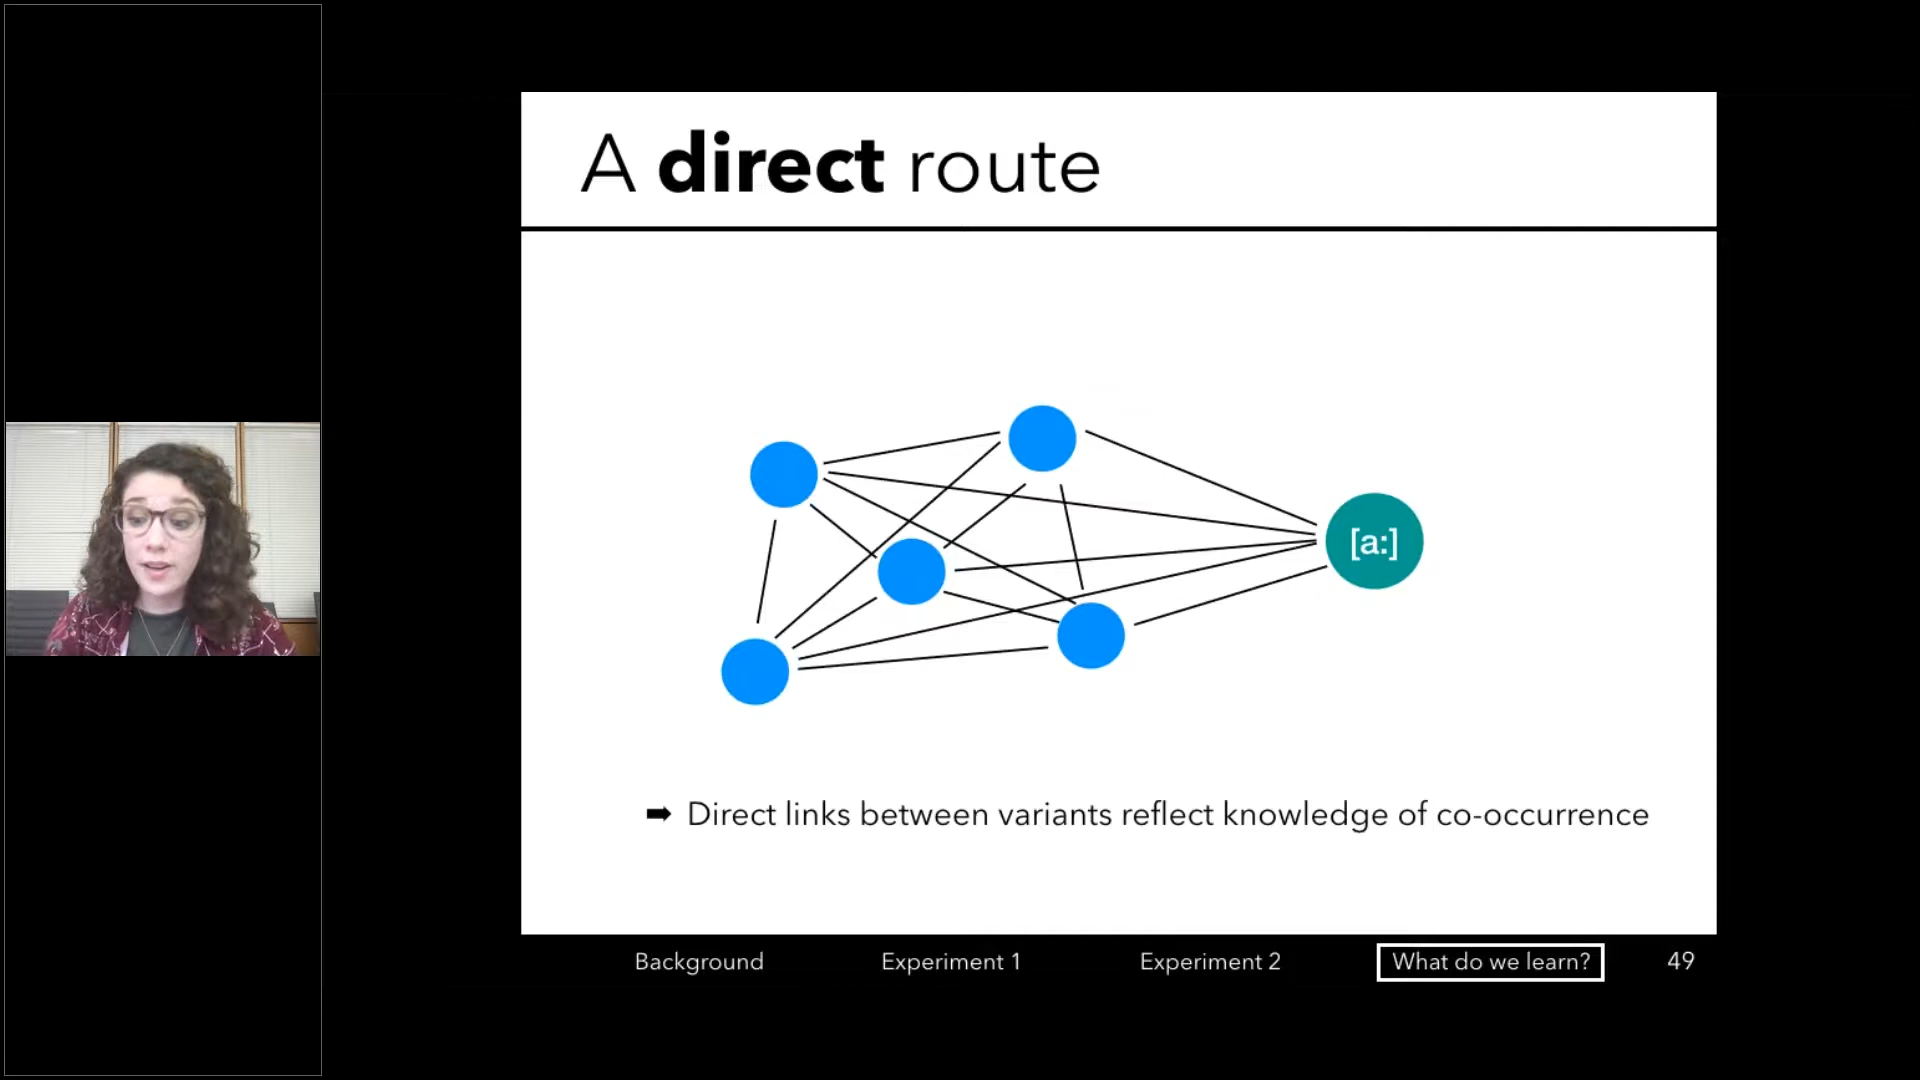 A direct route
[a:]
➡ Direct links between variants reflect knowledge of co-occurrence
Background Experiment 1 Experiment 2 What do we learn? 49